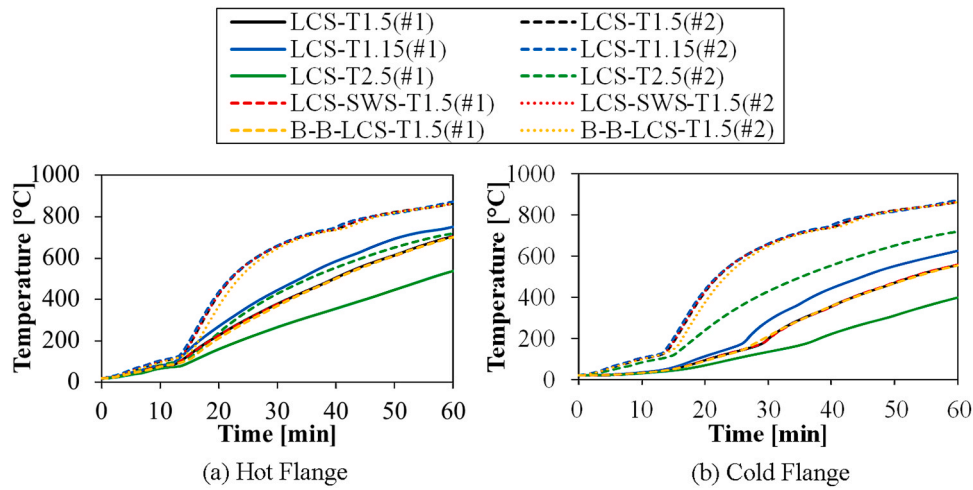 LCS-T1.5(#1) LCS-T1.5(#2)
LCS-T1.15(#1) LCS-T1.15(#2)
LCS-T2.5(#1) LCS-T2.5(#2)
LCS-SWS-T1.5(#1) LCS-SWS-T1.5(#2
B-B-LCS-T1.5(#1) B-B-LCS-T1.5(#2)
Temperature [°C]
1000
800
600
400
200
0
0 10 20 30 40 50 60
Time [min]
(a) Hot Flange
Temperature [°C]
1000
800
600
400
200
0
0 10 20 30 40 50 60
Time [min]
(b) Cold Flange